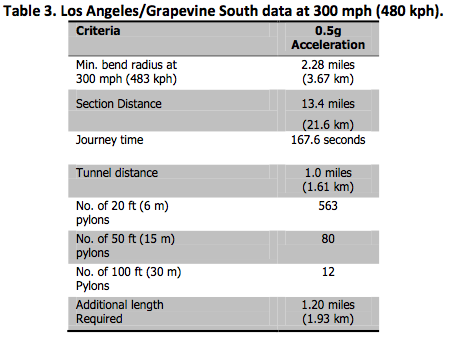 Table 3. Los Angeles/Grapevine South data at 300 mph (480 kph).
Criteria 0.5g
Acceleration
Min. bend radius at 2.28 miles
300 mph (483 kph) (3.67 km)
Section Distance 13.4 miles
(21.6 km)
Journey time 167.6 seconds
Tunnel distance 1.0 miles
(1.61 km)
No. of 20 ft (6 m) 563
pylons
No. of 50 ft (15 m) 80
pylons
No. of 100 ft (30 m) 12
Pylons
Additional length 1.20 miles
Required (1.93 km)